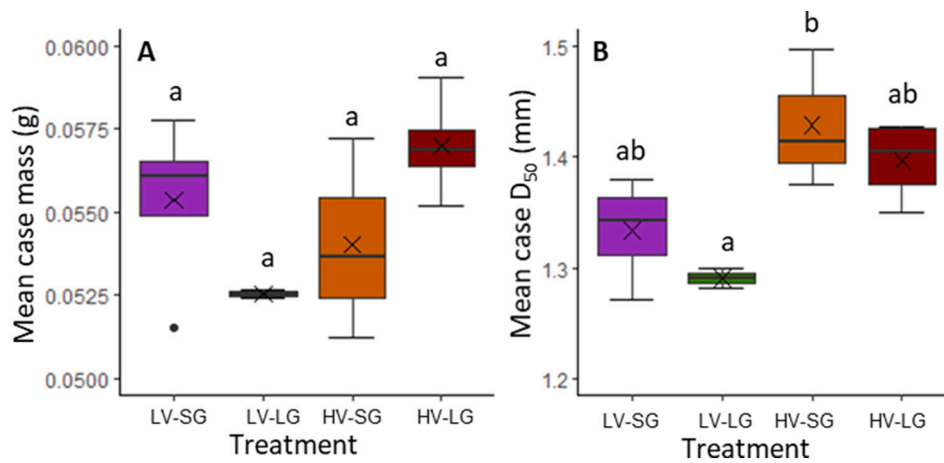 A
Mean case mass (g)
0.0600
0.0575
0.0550
0.0525
0.0500
a
a
a
a
LV-SG LV-LG HV-SG HV-LG
Treatment
B
Mean case D50 (mm)
1.5
1.4
1.3
1.2
ab
a
b
ab
LV-SG LV-LG HV-SG HV-LG
Treatment